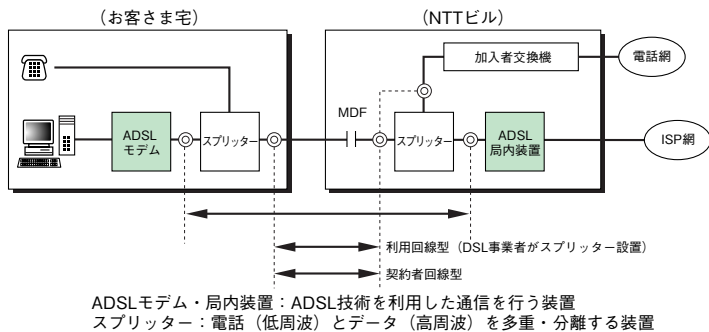 (お客さま宅)
(NTTビル)
加入者交換機
電話網
MDF
ADSL
モデム
スプリッター
スプリッター
ADSL
局内装置
ISP網
利用回線型(DSL事業者がスプリッター設置)
契約者回線型
ADSLモデム・局内装置:ADSL技術を利用した通信を行う装置
スプリッター:電話(低周波)とデータ(高周波)を多重・分離する装置